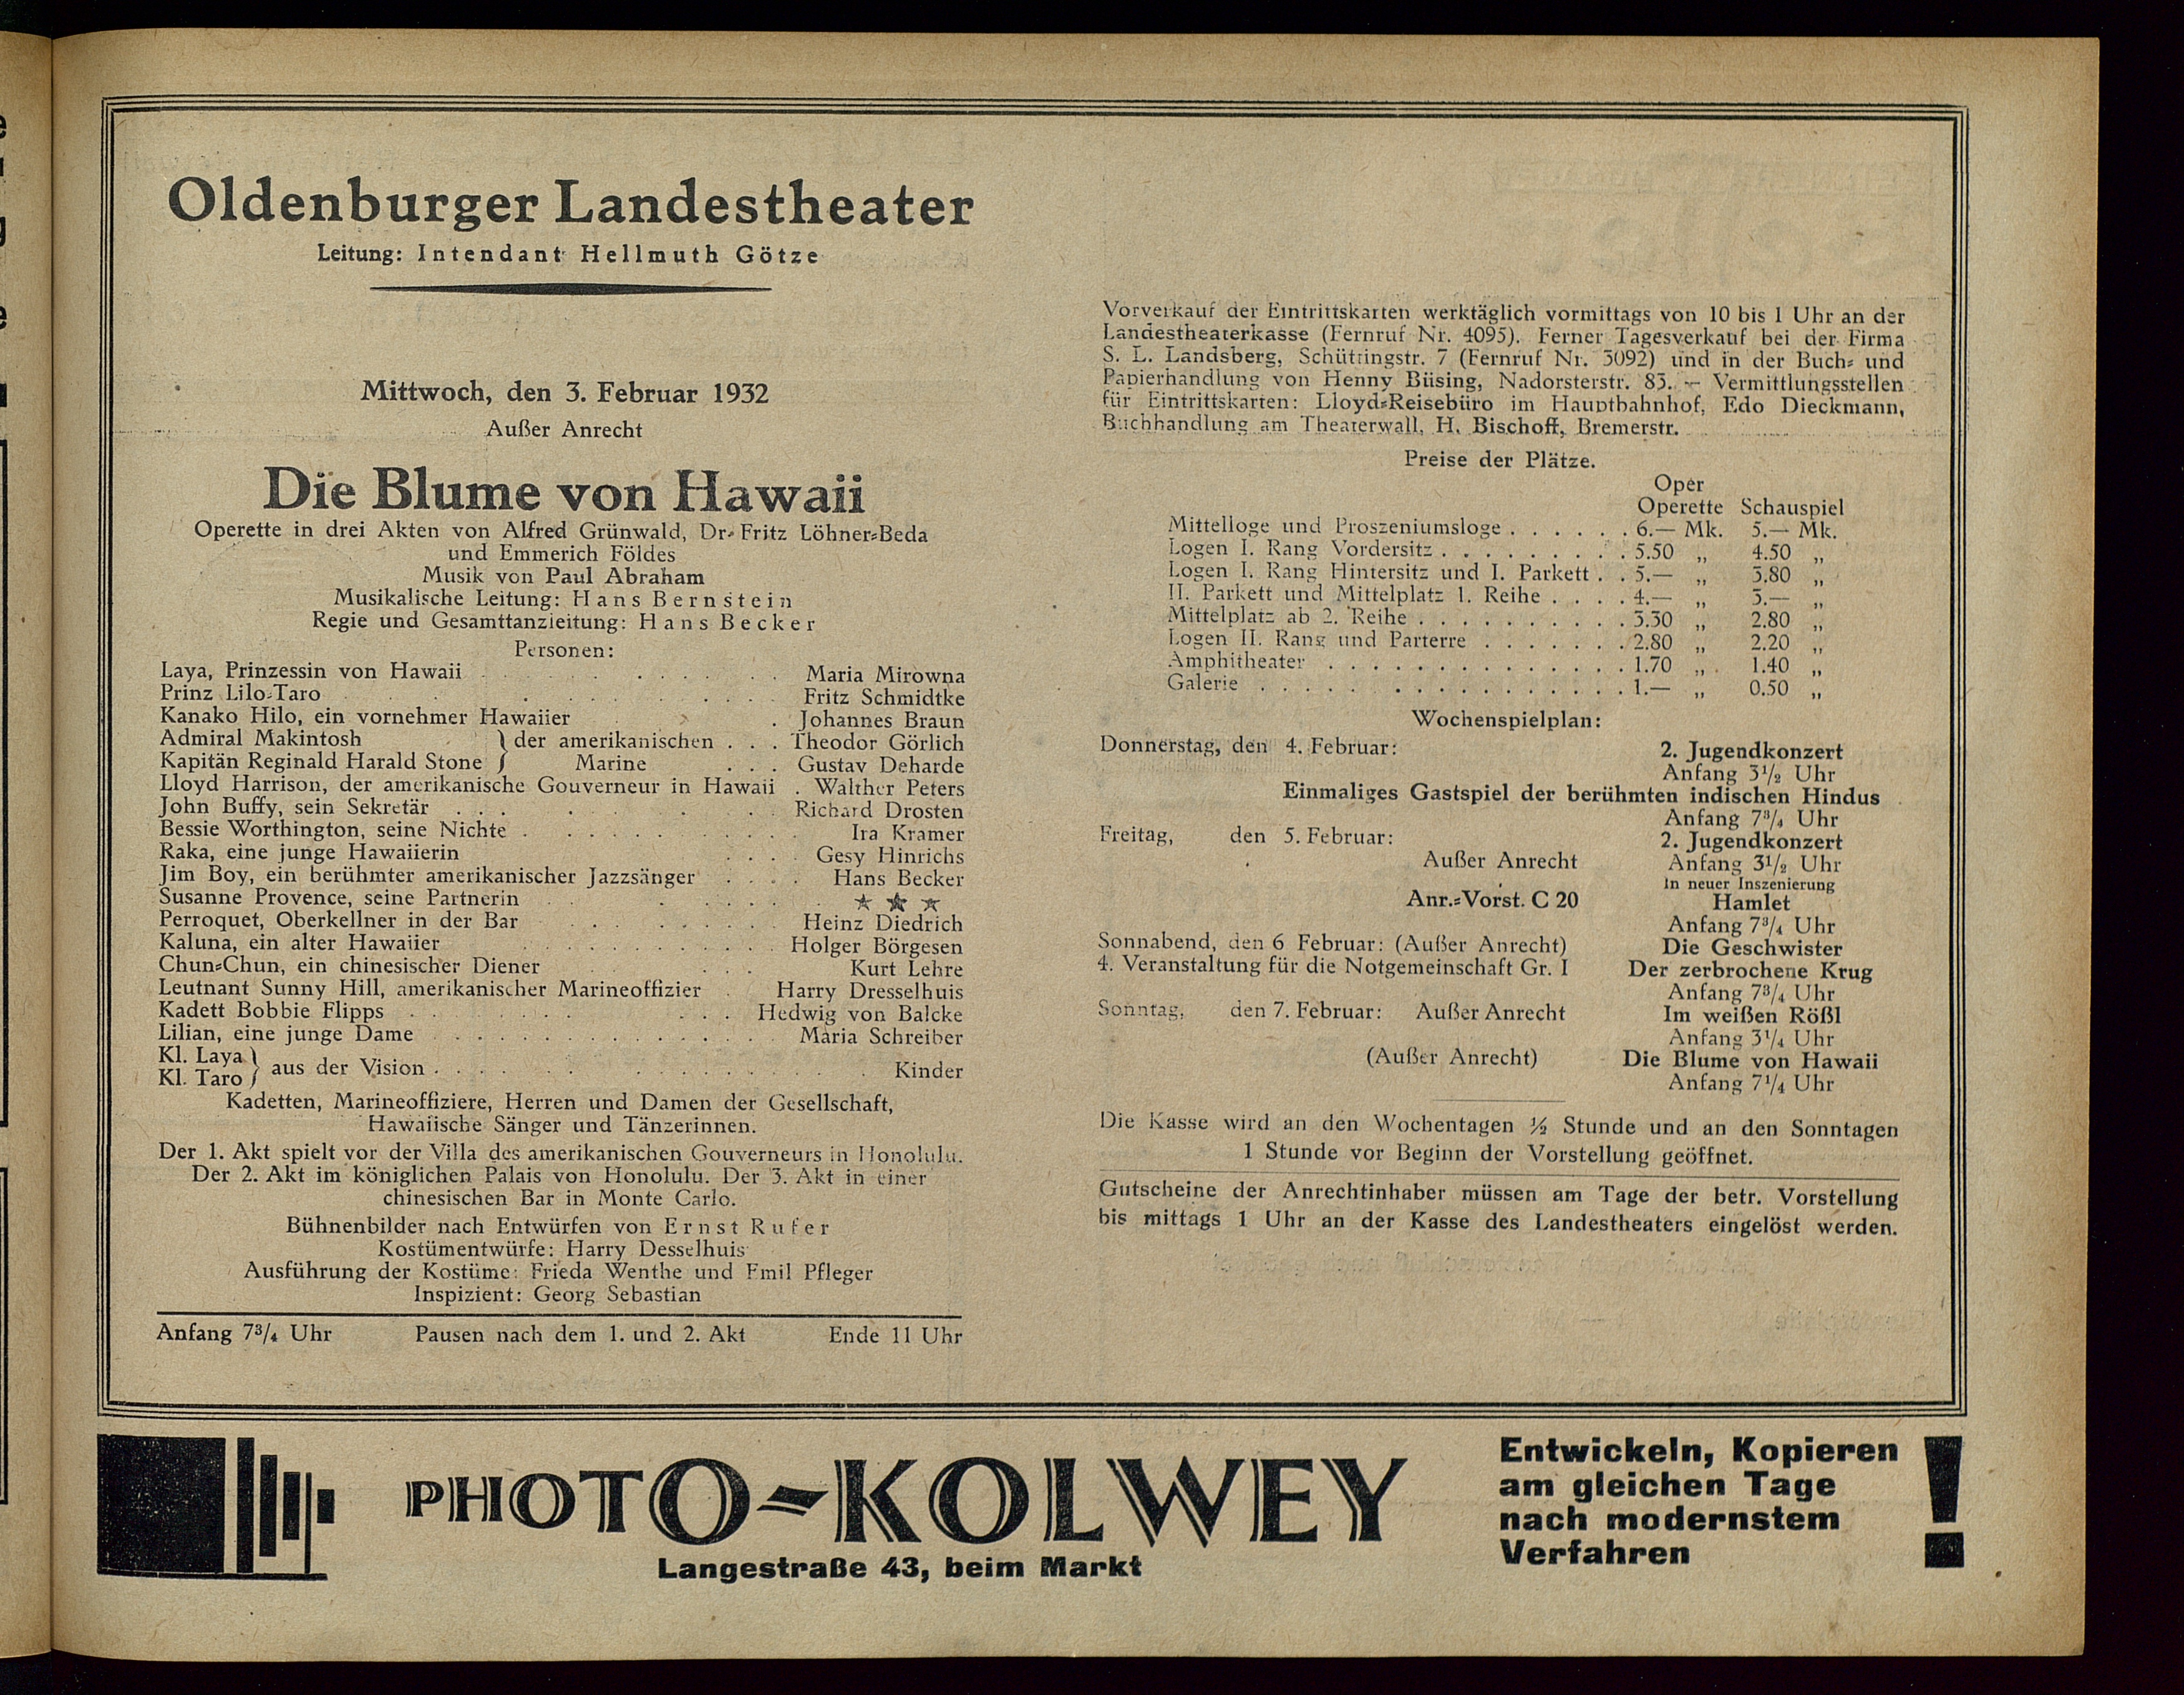 Oldenburger Landestheater
Leitung: Intendant Hellmuth Götze
Mittwoch, den 3. Februar 1932
Außer Anrecht
Die Blume von Hawaii
Operette in drei Akten von Alfred Grünwald, Dr. Fritz Löhner=Beda
und Emmerich Földes
Musik von Paul Abraham
Musikalische Leitung: Hans Bernstein
Regie und Gesamttanzleitung: Hans Becker
Personen:
Laya, Prinzessin von Hawaii . . . . . . Maria Mirowna
Prinz Lilo=Taro . . . . . . Fritz Schmidtke
Kanako Hilo, ein vornehmer Hawaiier . Johannes Braun
Admiral Makintosh } der amerikanischen . . . Theodor Görlich
Kapitän Reginald Harald Stone } Marine . . . Gustav Deharde
Lloyd Harrison, der amerikanische Gouverneur in Hawaii . Walther Peters
John Buffy, sein Sekretär . . . . . . Richard Drosten
Bessie Worthington, seine Nichte . . . . . . Ira Kramer
Raka, eine junge Hawaiierin . . . . Gesy Hinrichs
Jim Boy, ein berühmter amerikanischer Jazzsänger . . . . Hans Becker
Susanne Provence, seine Partnerin . . . . . ★ ★ ★
Perroquet, Oberkellner in der Bar . . . . . . Heinz Diedrich
Kaluna, ein alter Hawaiier . . . . . . Holger Börgesen
Chun=Chun, ein chinesischer Diener . . . Kurt Lehre
Leutnant Sunny Hill, amerikanischer Marineoffizier . Harry Dresselhuis
Kadett Bobbie Flipps . . . . . . Hedwig von Balcke
Lilian, eine junge Dame . . . . . . Maria Schreiber
Kl. Laya }
Kl. Taro } aus der Vision . . . . . . Kinder
Kadetten, Marineoffiziere, Herren und Damen der Gesellschaft,
Hawaiische Sänger und Tänzerinnen.
Der 1. Akt spielt vor der Villa des amerikanischen Gouverneurs in Honolulu.
Der 2. Akt im königlichen Palais von Honolulu. Der 3. Akt in einer
chinesischen Bar in Monte Carlo.
Bühnenbilder nach Entwürfen von Ernst Rufer
Kostümentwürfe: Harry Desselhuis
Ausführung der Kostüme: Frieda Wenthe und Emil Pfleger
Inspizient: Georg Sebastian
Anfang 7¾ Uhr Pausen nach dem 1. und 2. Akt Ende 11 Uhr
Vorverkauf der Eintrittskarten werktäglich vormittags von 10 bis 1 Uhr an der
Landestheaterkasse (Fernruf Nr. 4095). Ferner Tagesverkauf bei der Firma
S. L. Landsberg, Schüttingstr. 7 (Fernruf Nr. 3092) und in der Buch= und
Papierhandlung von Henny Büsing, Nadorsterstr. 83. — Vermittlungsstellen
für Eintrittskarten: Lloyd=Reisebüro im Hauptbahnhof, Edo Dieckmann,
Buchhandlung am Theaterwall, H. Bischoff, Bremerstr.
Preise der Plätze.
Oper
Operette Schauspiel
Mittelloge und Proszeniumsloge . . . . . . 6.— Mk. 5.— Mk.
Logen I. Rang Vordersitz . . . . . . . . . 5.50 „ 4.50 „
Logen I. Rang Hintersitz und I. Parkett . . 5.— „ 3.80 „
II. Parkett und Mittelplatz 1. Reihe . . . . 4.— „ 3.— „
Mittelplatz ab 2. Reihe . . . . . . . . . . 3.30 „ 2.80 „
Logen II. Rang und Parterre . . . . . . . 2.80 „ 2.20 „
Amphitheater . . . . . . . . . . . . . . 1.70 „ 1.40 „
Galerie . . . . . . . . . . . . . . . . 1.— „ 0.50 „
Wochenspielplan:
Donnerstag, den 4. Februar: 2. Jugendkonzert
Anfang 3½ Uhr
Einmaliges Gastspiel der berühmten indischen Hindus
Anfang 7¾ Uhr
Freitag, den 5. Februar: 2. Jugendkonzert
Außer Anrecht Anfang 3½ Uhr
In neuer Inszenierung
Anr.=Vorst. C 20 Hamlet
Anfang 7¾ Uhr
Sonnabend, den 6 Februar: (Außer Anrecht) Die Geschwister
4. Veranstaltung für die Notgemeinschaft Gr. I Der zerbrochene Krug
Anfang 7¾ Uhr
Sonntag, den 7. Februar: Außer Anrecht Im weißen Rößl
Anfang 3¼ Uhr
(Außer Anrecht) Die Blume von Hawaii
Anfang 7¼ Uhr
Die Kasse wird an den Wochentagen ½ Stunde und an den Sonntagen
1 Stunde vor Beginn der Vorstellung geöffnet.
Gutscheine der Anrechtinhaber müssen am Tage der betr. Vorstellung
bis mittags 1 Uhr an der Kasse des Landestheaters eingelöst werden.
PHOTO-KOLWEY
Langestraße 43, beim Markt
Entwickeln, Kopieren
am gleichen Tage
nach modernstem
Verfahren !